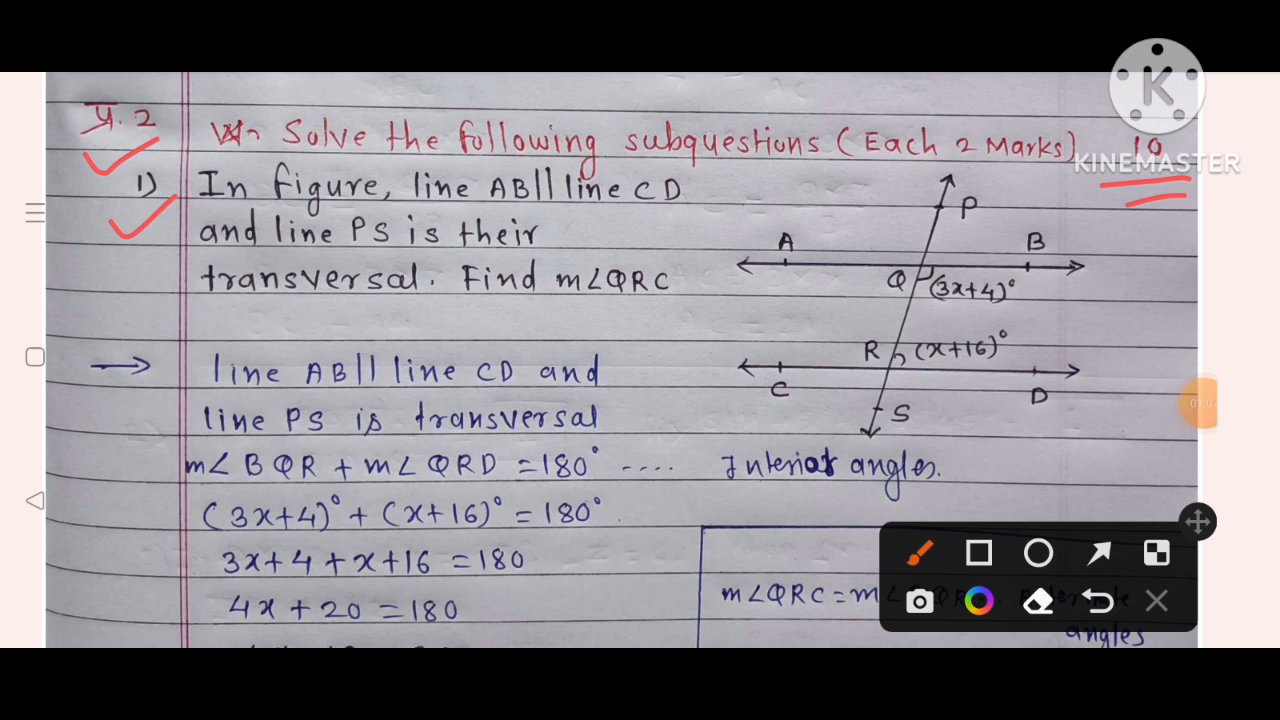 प्र. 2
Solve the following subquestions (Each 2 Marks) 10
KINEMASTER
1) In figure, line AB || line CD
and line PS is their
transversal. Find m∠QRC
P
A
B
Q
(3x+4)°
R
(x+16)°
C
D
S
→ line AB || line CD and
line PS is transversal
m∠BQR + m∠QRD = 180° .... Interior angles.
(3x+4)° + (x+16)° = 180°
01:07
3x+4+x+16 = 180
4x + 20 = 180
m∠QRC = m∠
angles